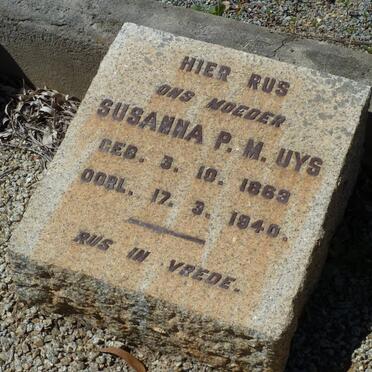 HIER RUS
ONS MOEDER
SUSANNA P. M. UYS
GEB. 3. 10. 1863
OORL. 17. 3. 1940.
RUS IN VREDE.